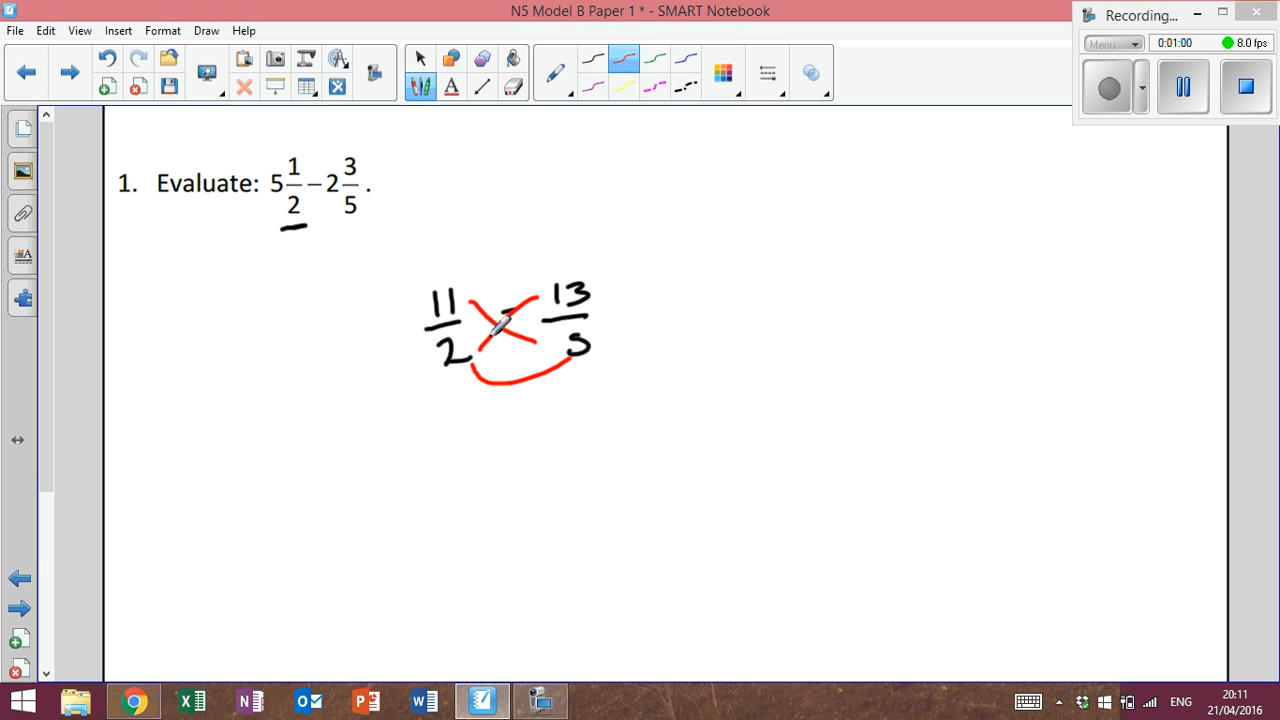 N5 Model B Paper 1 * - SMART Notebook
Recording...
File Edit View Insert Format Draw Help
Menu 0:01:00 8.0 fps
1. Evaluate: 5 1/2 − 2 3/5 .
11/2 - 13/5
ENG
20:11
21/04/2016